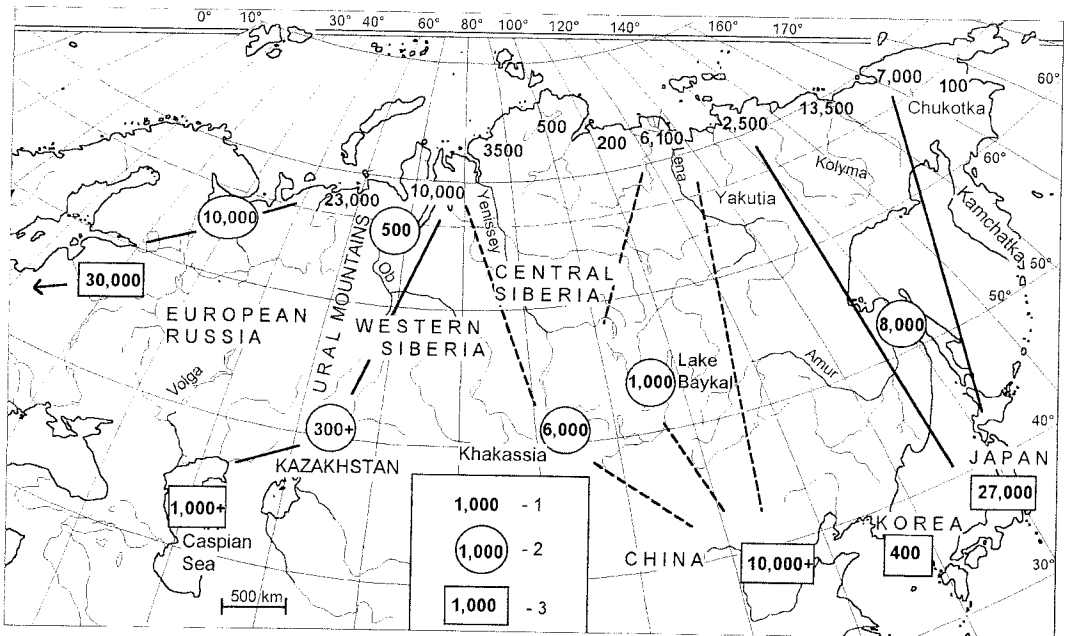 0° 10° 20° 30° 40° 60° 80° 100° 120° 140° 150° 160° 170°
60°
7,000
100
Chukotka
13,500
2,500
500
200
6,100
3500
Lena
Kolyma
60°
Yakutia
Kamchatka
10,000
23,000
10,000
Yenissey
500
Ob
URAL MOUNTAINS
30,000
CENTRAL
SIBERIA
50°
50°
EUROPEAN
RUSSIA
WESTERN
SIBERIA
8,000
Volga
1,000
Lake
Baykal
Amur
40°
300+
6,000
Khakassia
KAZAKHSTAN
JAPAN
27,000
1,000+
Caspian
Sea
KOREA
400
CHINA
10,000+
30°
30°
500 km
1,000 - 1
1,000 - 2
1,000 - 3